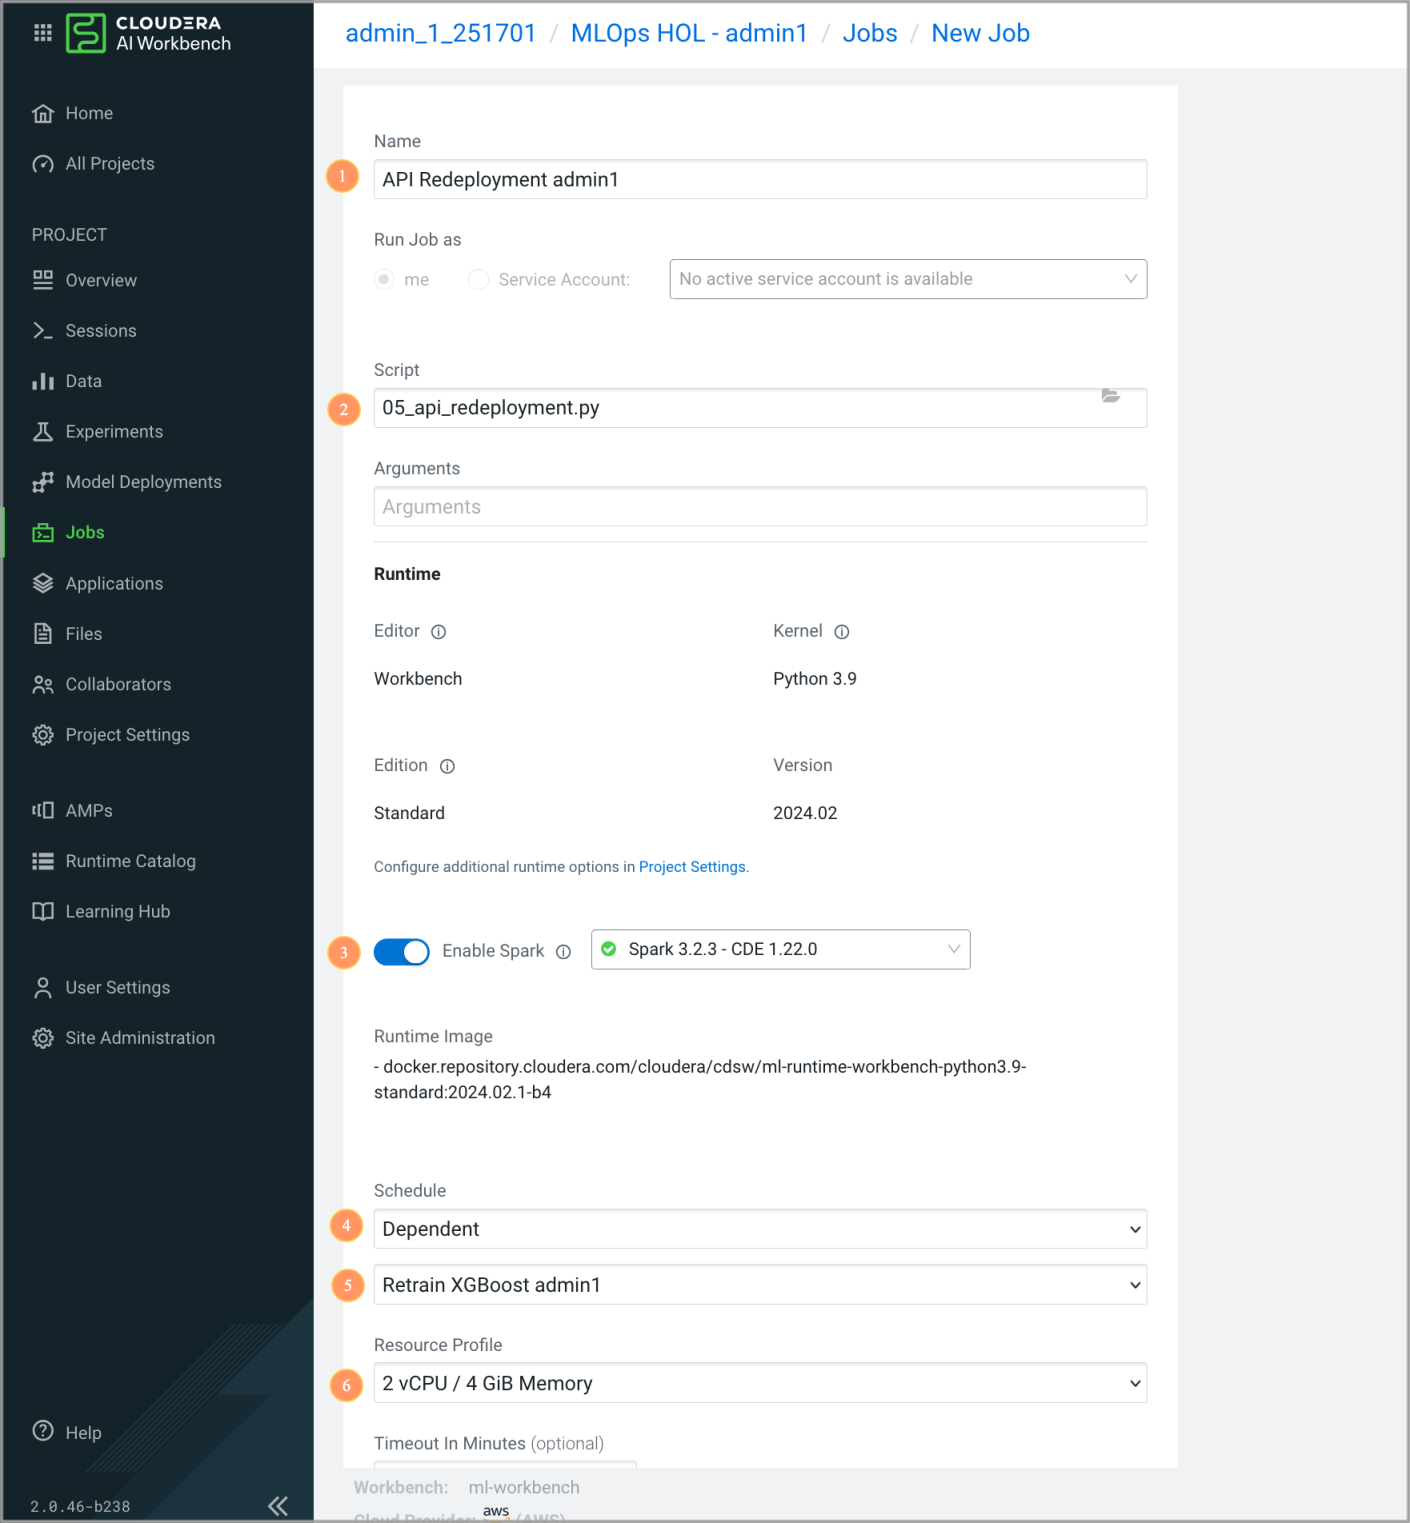 CLOUDERA
AI Workbench
admin_1_251701 / MLOps HOL - admin1 / Jobs / New Job
Home
All Projects
PROJECT
Overview
Sessions
Data
Experiments
Model Deployments
Jobs
Applications
Files
Collaborators
Project Settings
AMPs
Runtime Catalog
Learning Hub
User Settings
Site Administration
Help
2.0.46-b238
Name
1 API Redeployment admin1
Run Job as
me Service Account: No active service account is available
Script
2 05_api_redeployment.py
Arguments
Arguments
Runtime
Editor Kernel
Workbench Python 3.9
Edition Version
Standard 2024.02
Configure additional runtime options in Project Settings.
3 Enable Spark Spark 3.2.3 - CDE 1.22.0
Runtime Image
- docker.repository.cloudera.com/cloudera/cdsw/ml-runtime-workbench-python3.9-
standard:2024.02.1-b4
Schedule
4 Dependent
5 Retrain XGBoost admin1
Resource Profile
6 2 vCPU / 4 GiB Memory
Timeout In Minutes (optional)
Workbench: ml-workbench
Cloud Provider: aws (AWS)